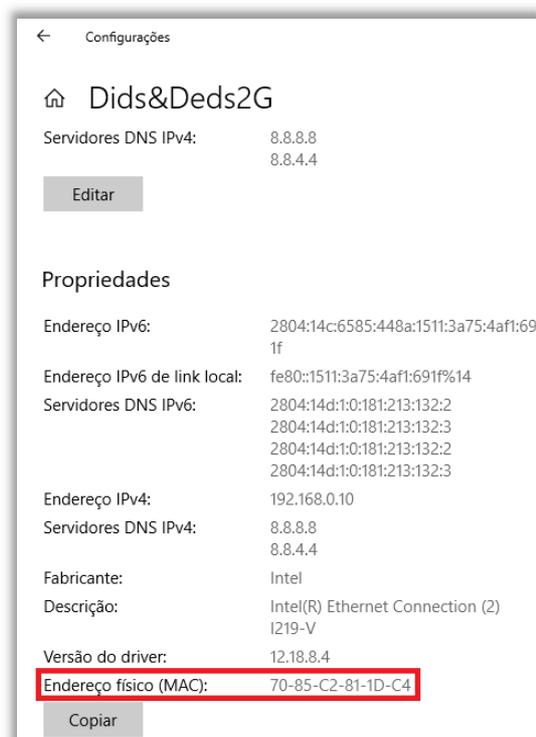 Configurações
Dids&Deds2G
Servidores DNS IPv4: 8.8.8.8
8.8.4.4
Editar
Propriedades
Endereço IPv6: 2804:14c:6585:448a:1511:3a75:4af1:69
1f
Endereço IPv6 de link local: fe80::1511:3a75:4af1:691f%14
Servidores DNS IPv6: 2804:14d:1:0:181:213:132:2
2804:14d:1:0:181:213:132:3
2804:14d:1:0:181:213:132:2
2804:14d:1:0:181:213:132:3
Endereço IPv4: 192.168.0.10
Servidores DNS IPv4: 8.8.8.8
8.8.4.4
Fabricante: Intel
Descrição: Intel(R) Ethernet Connection (2)
I219-V
Versão do driver: 12.18.8.4
Endereço físico (MAC): 70-85-C2-81-1D-C4
Copiar